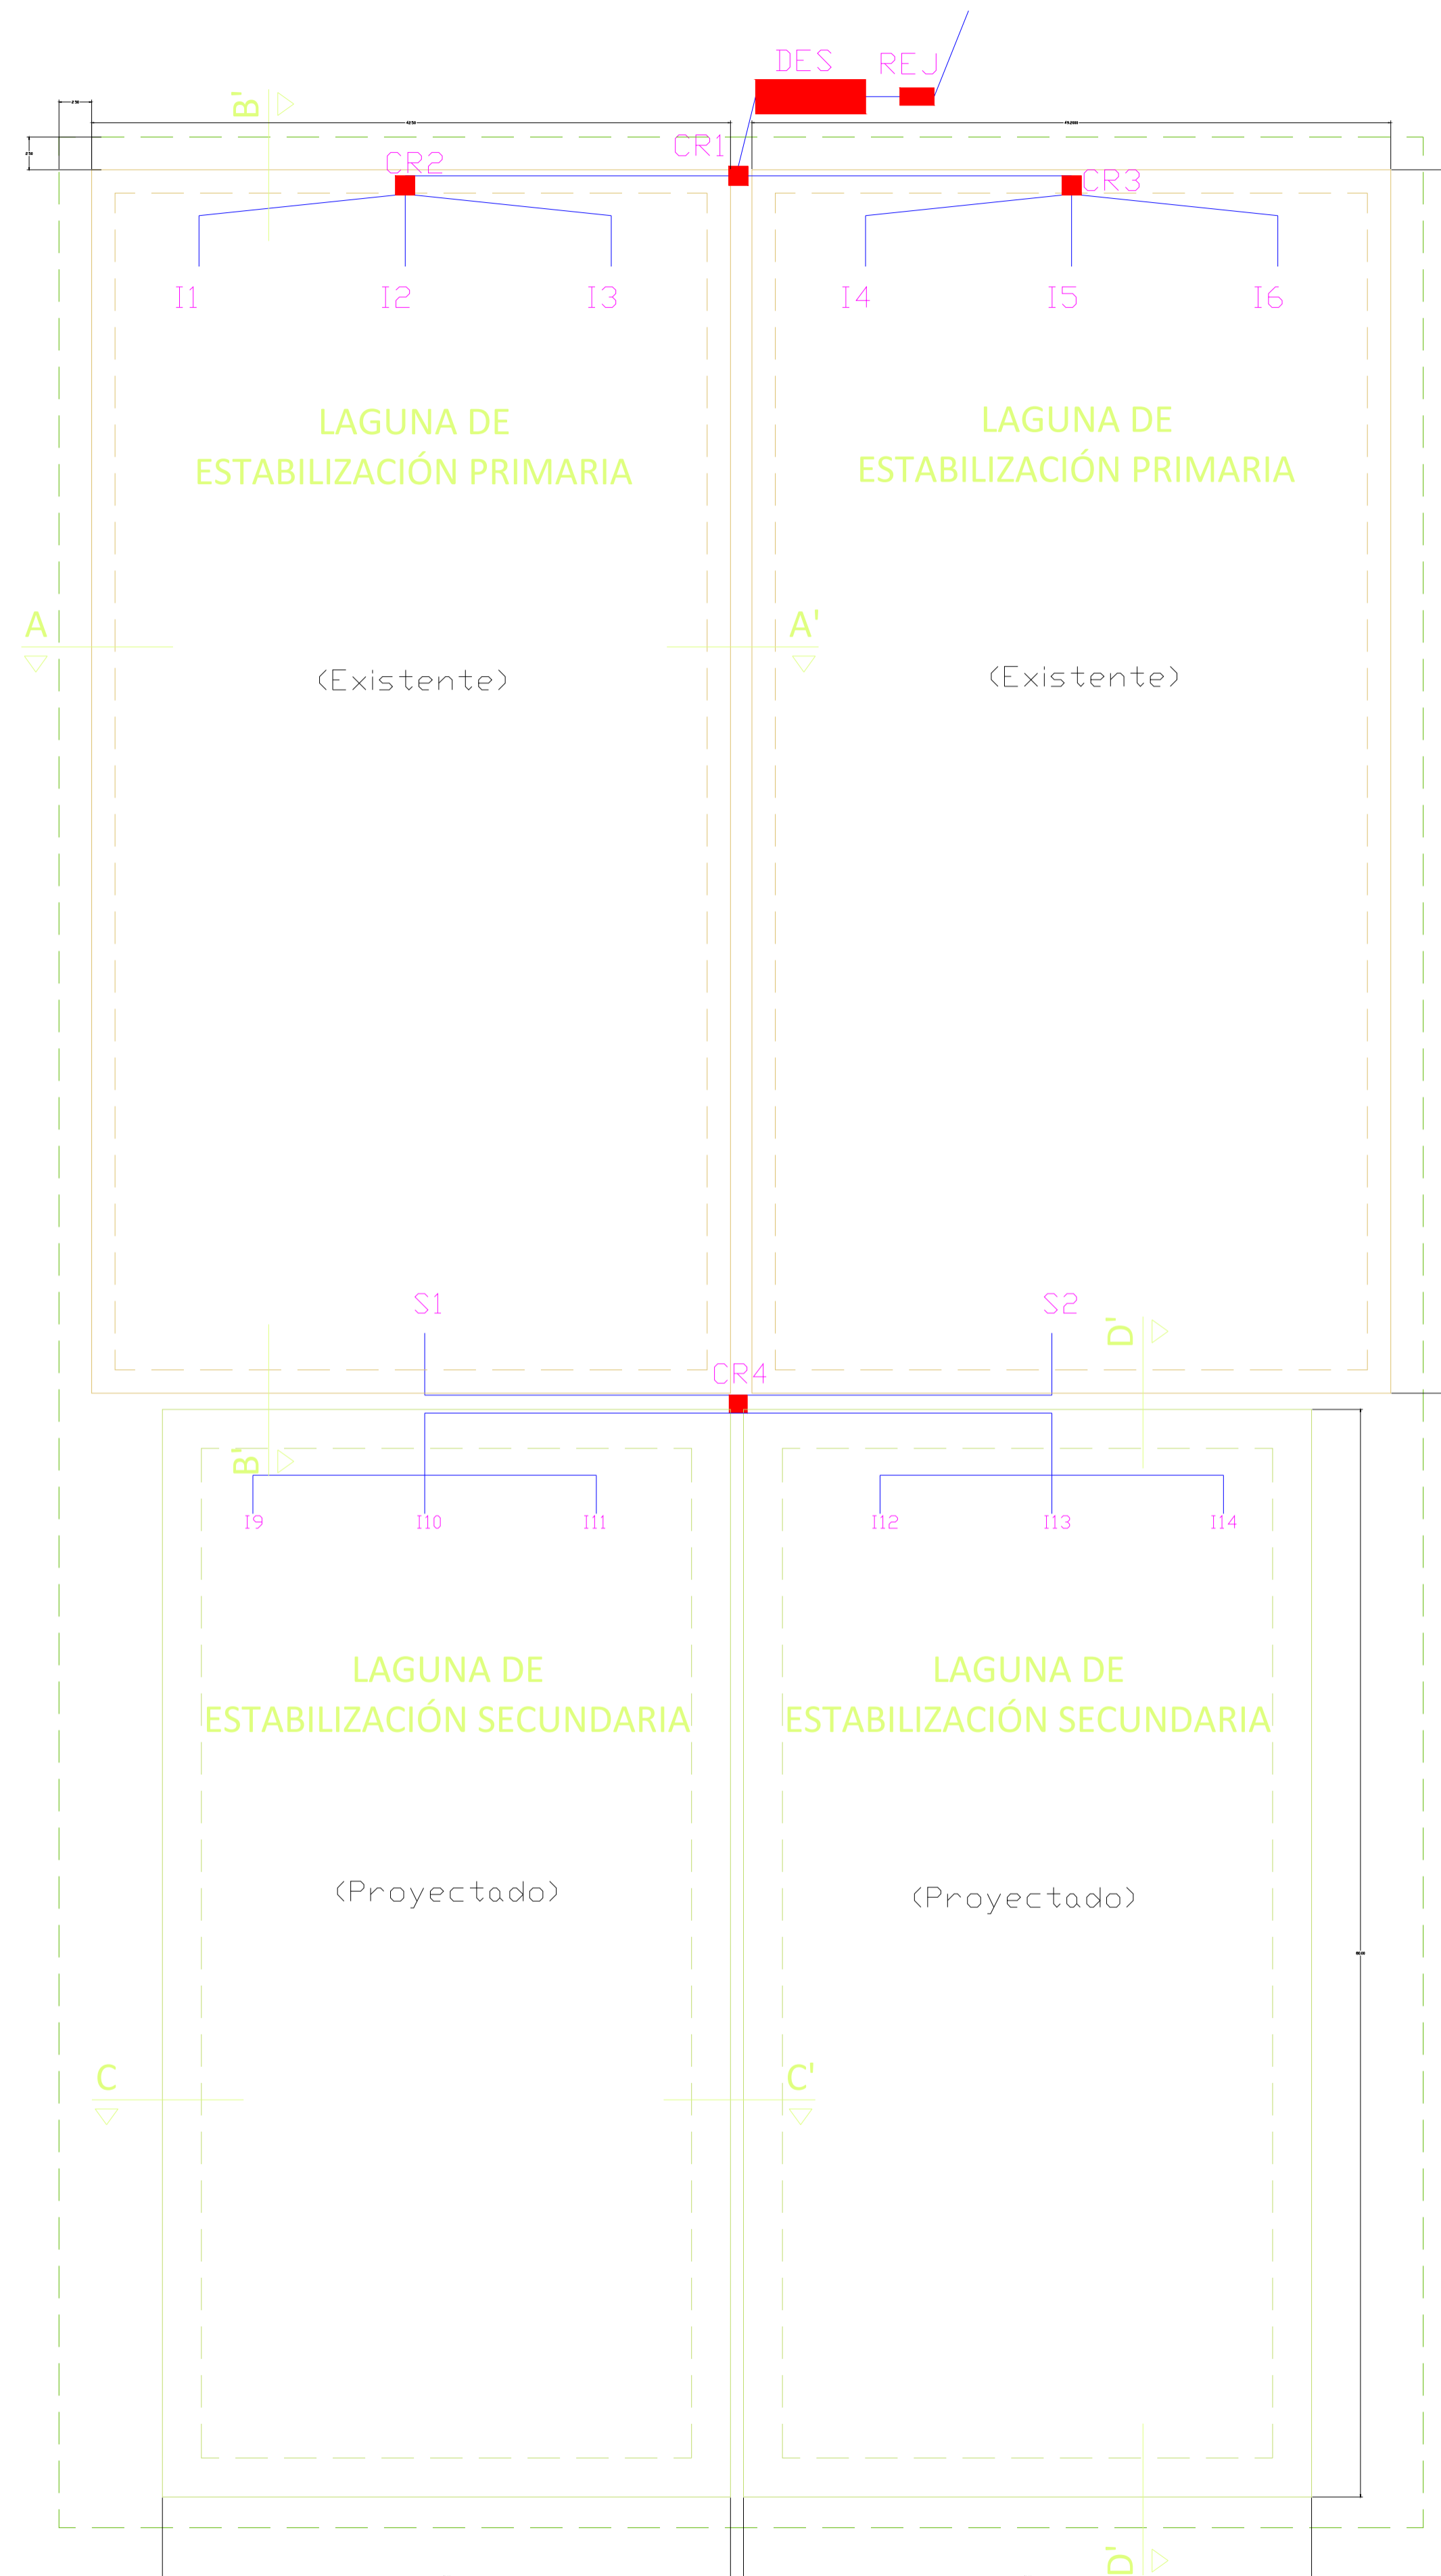 DES
REJ
B'
CR1
CR2
CR3
I1
I2
I3
I4
I5
I6
LAGUNA DE
ESTABILIZACIÓN PRIMARIA
LAGUNA DE
ESTABILIZACIÓN PRIMARIA
A
A'
(Existente)
(Existente)
S1
S2
D'
CR4
B'
I9
I10
I11
I12
I13
I14
LAGUNA DE
ESTABILIZACIÓN SECUNDARIA
LAGUNA DE
ESTABILIZACIÓN SECUNDARIA
(Proyectado)
(Proyectado)
C
C'
D'